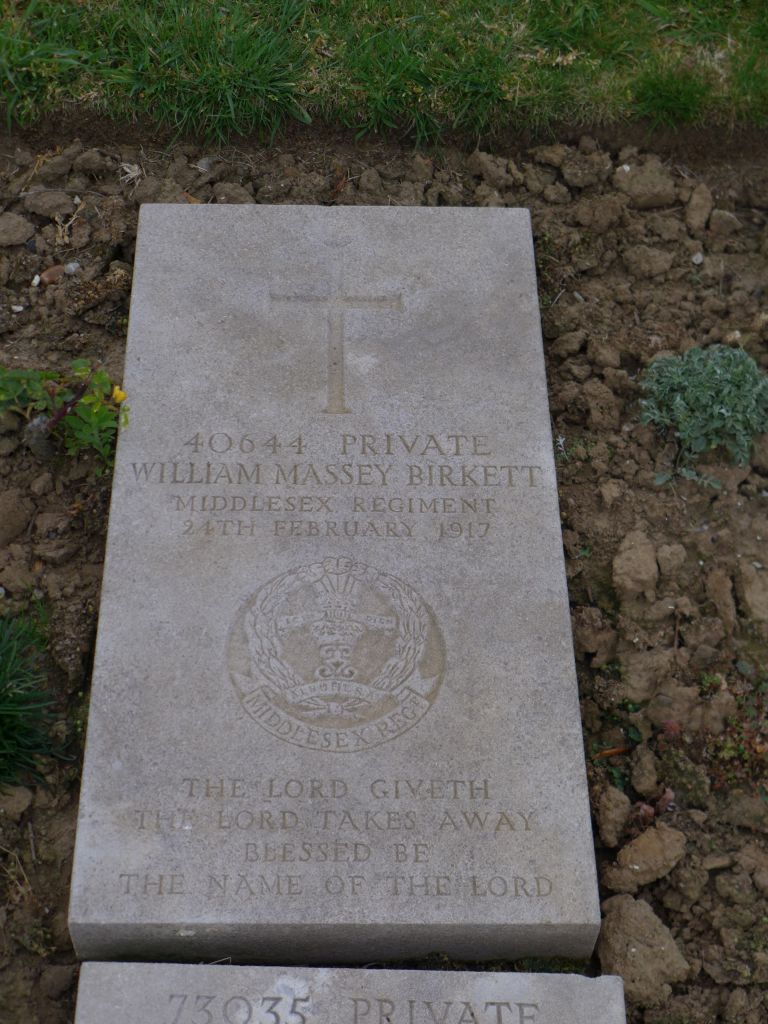 40644 PRIVATE
WILLIAM MASSEY BIRKETT
MIDDLESEX REGIMENT
24TH FEBRUARY 1917
ALBUHERA
MIDDLESEX REGT
THE LORD GIVETH
THE LORD TAKES AWAY
BLESSED BE
THE NAME OF THE LORD
73035 PRIVATE